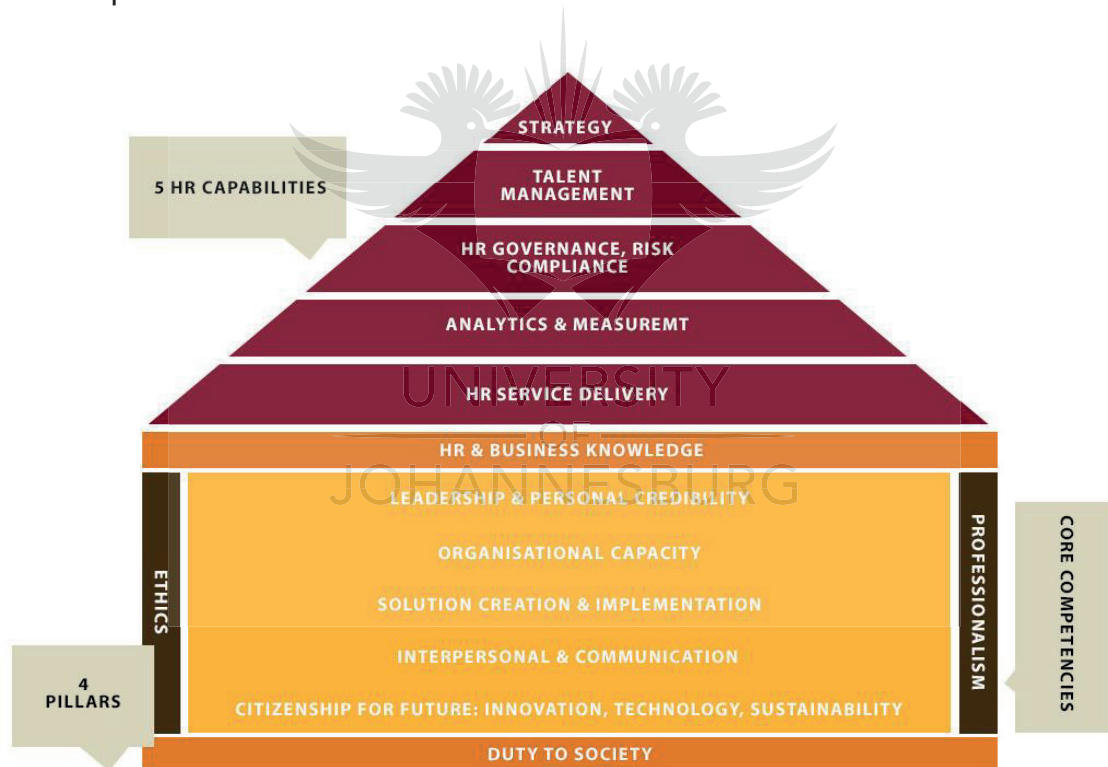 STRATEGY
5 HR CAPABILITIES
TALENT
MANAGEMENT
HR GOVERNANCE, RISK
COMPLIANCE
ANALYTICS & MEASUREMT
UNIVERSITY
HR SERVICE DELIVERY
OF
HR & BUSINESS KNOWLEDGE
JOHANNESBURG
LEADERSHIP & PERSONAL CREDIBILITY
ORGANISATIONAL CAPACITY
SOLUTION CREATION & IMPLEMENTATION
INTERPERSONAL & COMMUNICATION
CITIZENSHIP FOR FUTURE: INNOVATION, TECHNOLOGY, SUSTAINABILITY
ETHICS
PROFESSIONALISM
CORE COMPETENCIES
4
PILLARS
DUTY TO SOCIETY